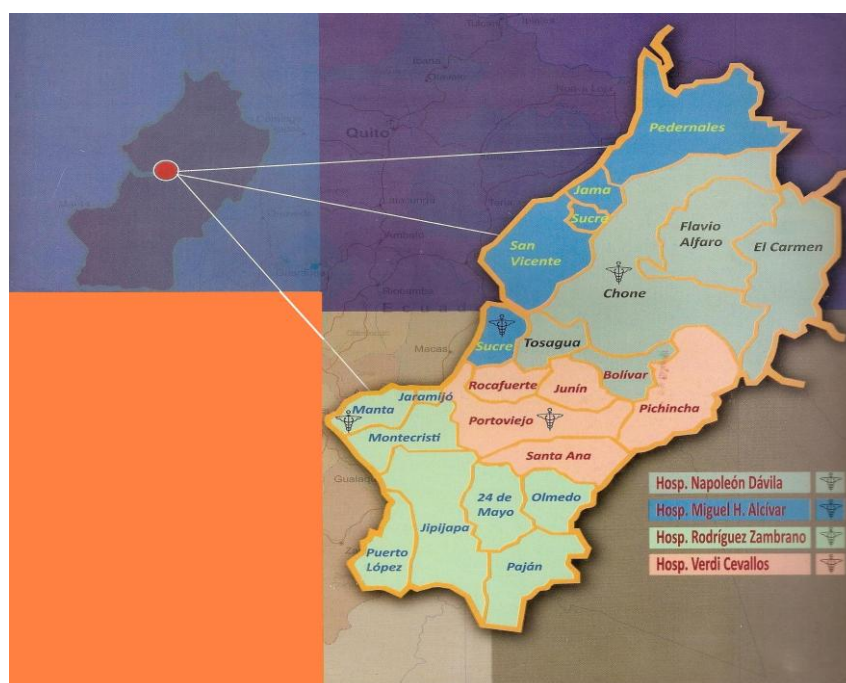 Quito
Macas
Pedernales
Jama
Sucre
San
Vicente
Flavio
Alfaro
El Carmen
Chone
Sucre
Tosagua
Bolívar
Rocafuerte
Junín
Pichincha
Jaramijó
Manta
Portoviejo
Montecristi
Santa Ana
24 de
Mayo
Olmedo
Jipijapa
Puerto
López
Paján
Hosp. Napoleón Dávila
Hosp. Miguel H. Alcívar
Hosp. Rodríguez Zambrano
Hosp. Verdi Cevallos